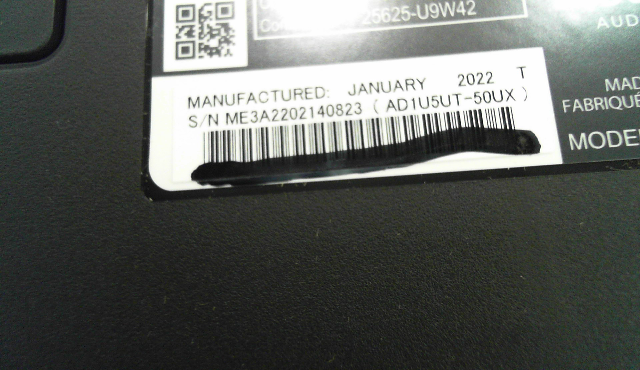 25625-U9W42
AUD
MANUFACTURED: JANUARY 2022 T
S/N ME3A2202140823 ( AD1U5UT-50UX )
MAD
FABRIQUÉ
MODE